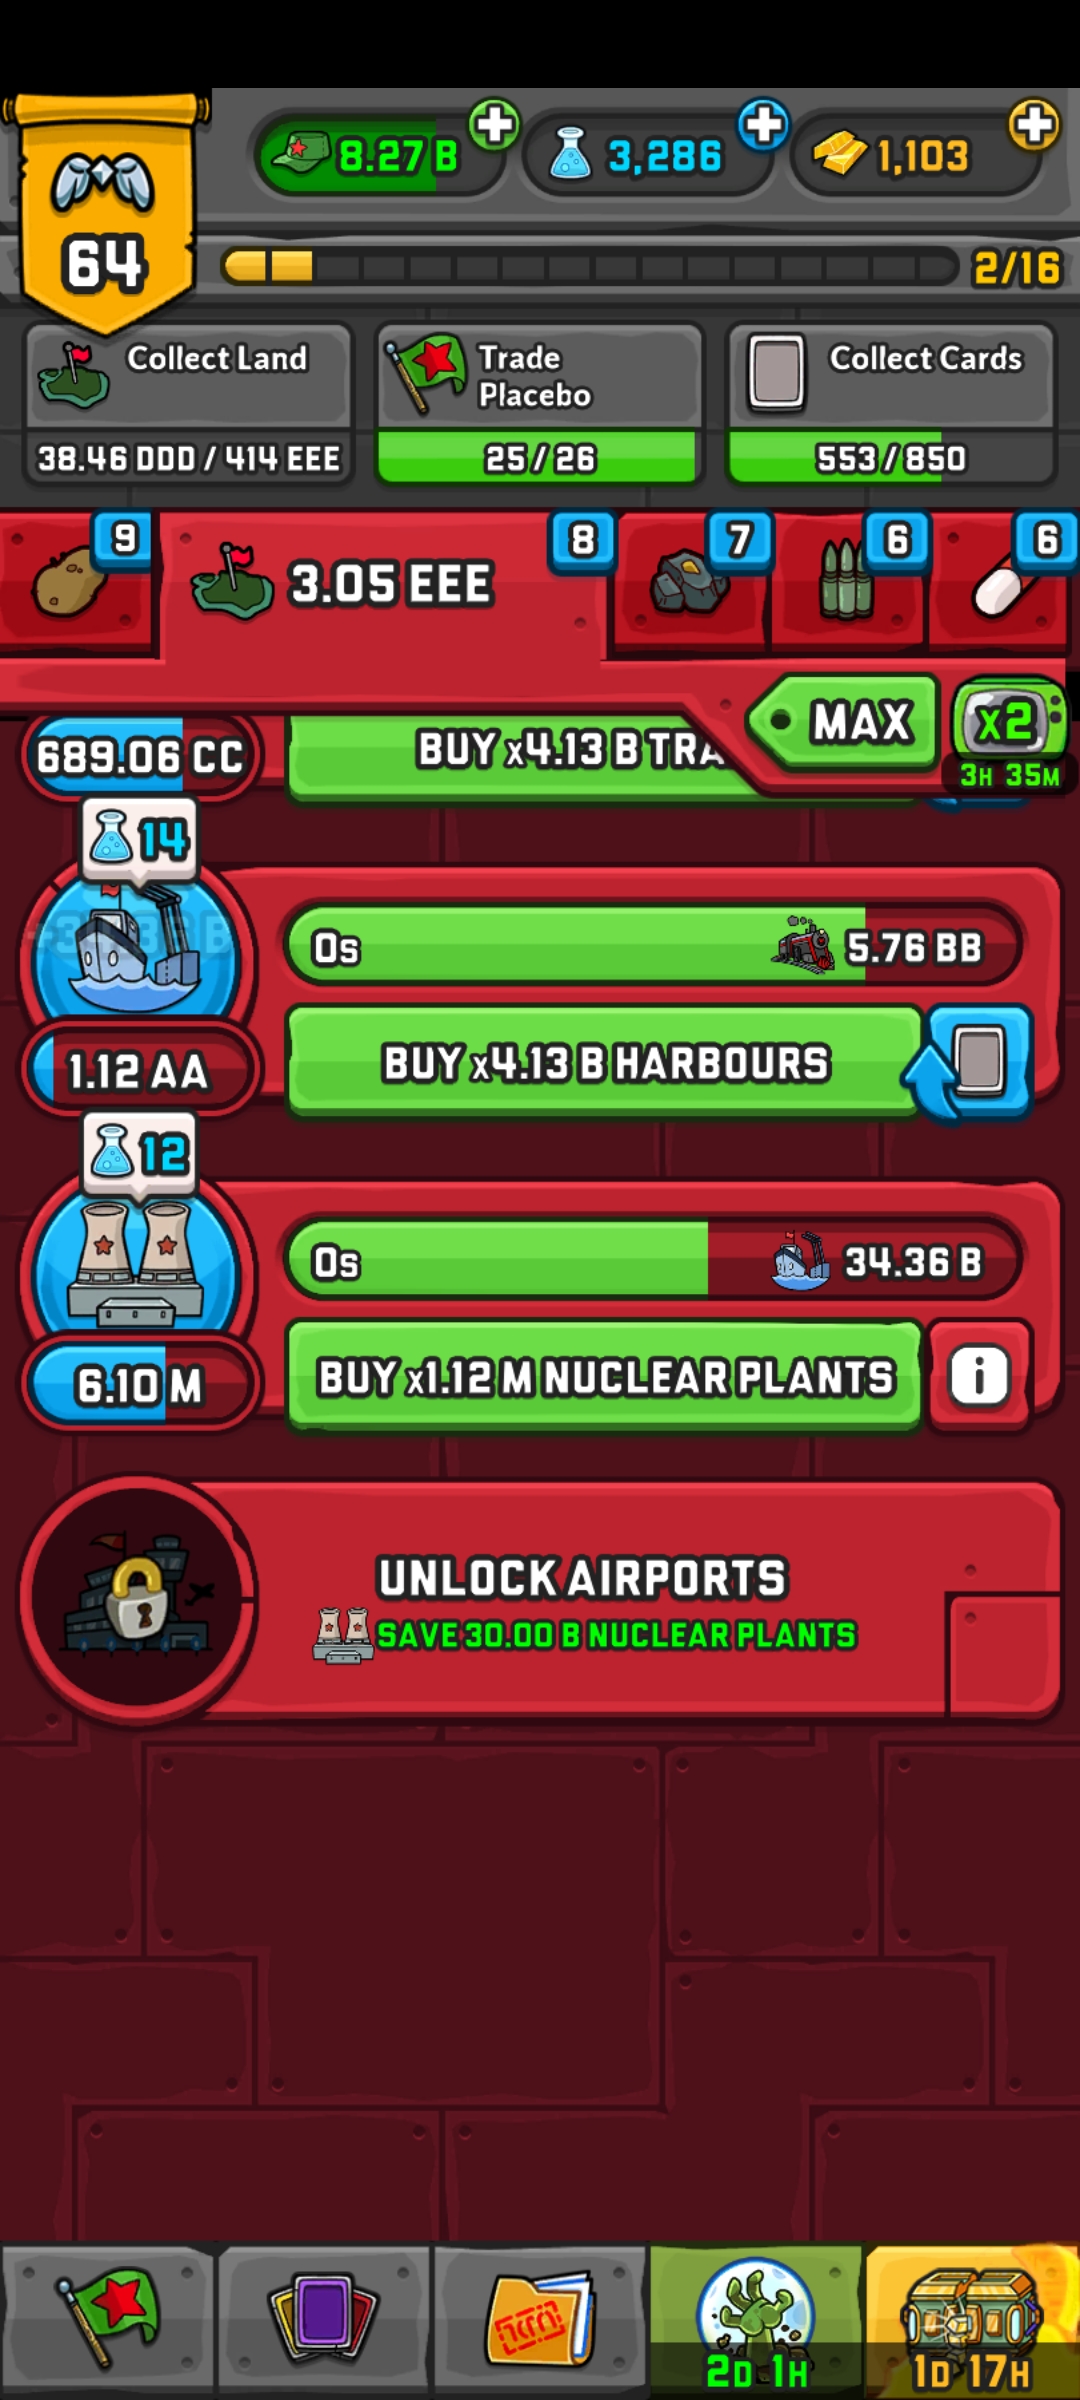 64
8.27 B
3,286
1,103
2/16
Collect Land
38.46 DDD / 414 EEE
Trade
Placebo
25 / 26
Collect Cards
553 / 850
9
3.05 EEE
8
7
6
6
MAX
x2
3H 35M
689.06 CC
BUY x4.13 B TRA
14
0s
5.76 BB
1.12 AA
BUY x4.13 B HARBOURS
12
0s
34.36 B
6.10 M
BUY x1.12 M NUCLEAR PLANTS
i
UNLOCK AIRPORTS
SAVE 30.00 B NUCLEAR PLANTS
2D 1H
1D 17H